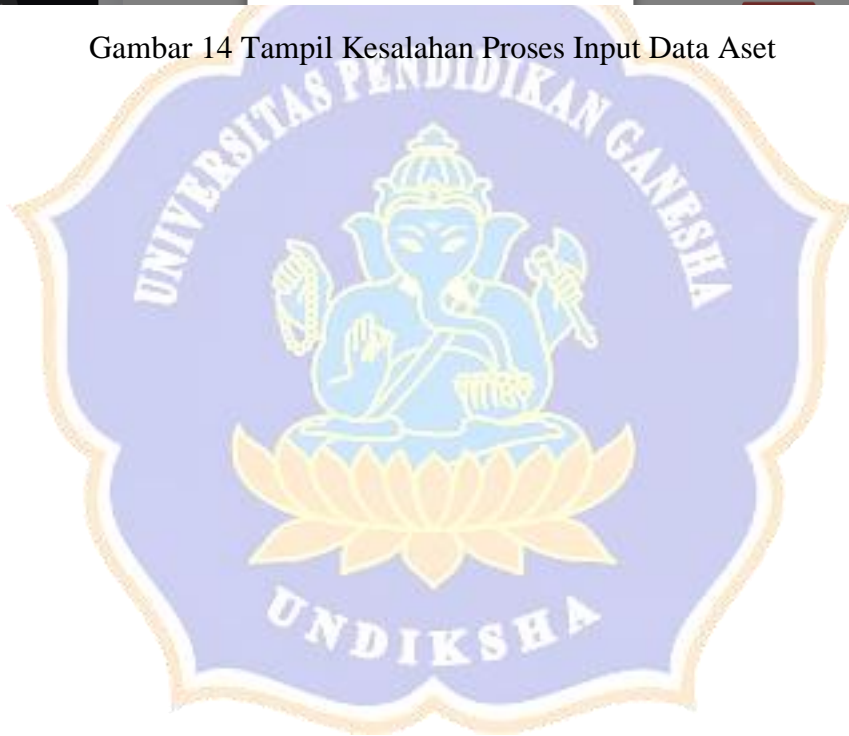 Gambar 14 Tampil Kesalahan Proses Input Data Aset
UNIVERSITAS PENDIDIKAN GANESHA
UNDIKSHA